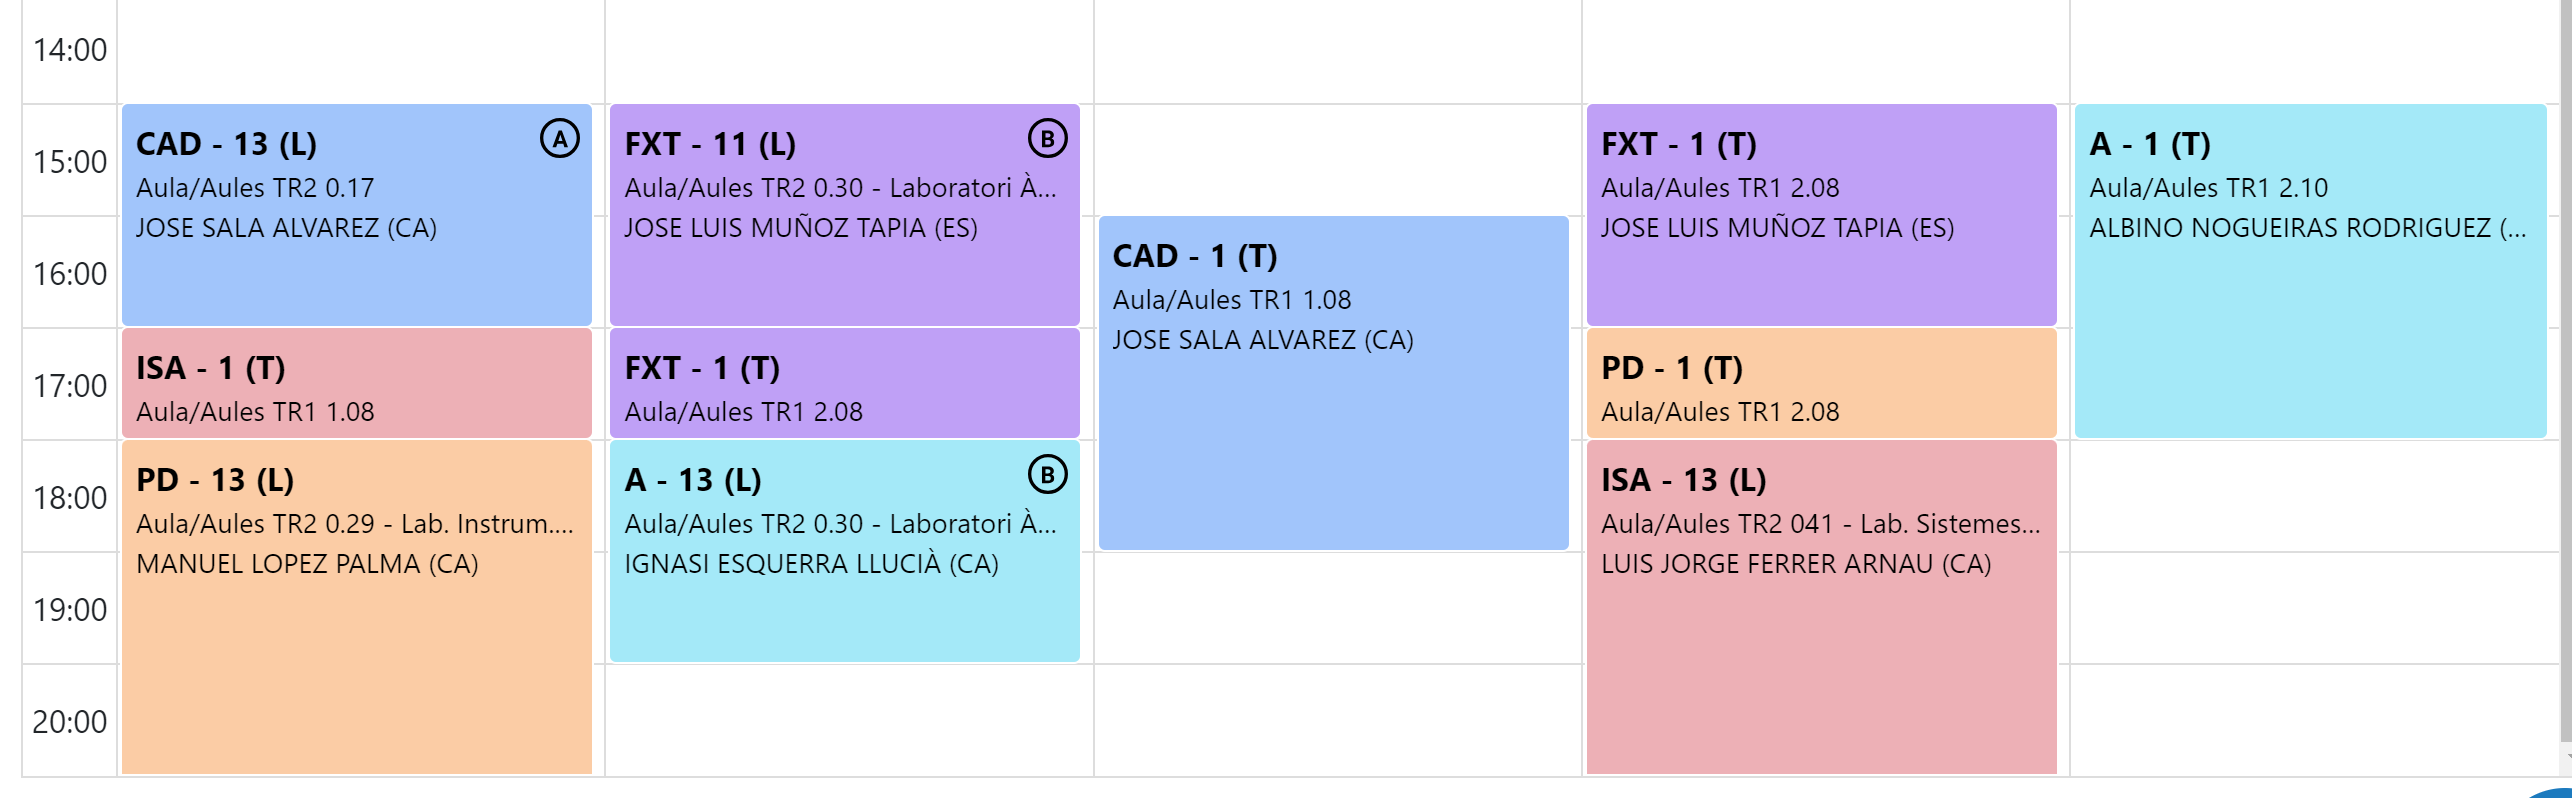 14:00
15:00
16:00
17:00
18:00
19:00
20:00
CAD - 13 (L)
A
Aula/Aules TR2 0.17
JOSE SALA ALVAREZ (CA)
ISA - 1 (T)
Aula/Aules TR1 1.08
PD - 13 (L)
Aula/Aules TR2 0.29 - Lab. Instrum....
MANUEL LOPEZ PALMA (CA)
FXT - 11 (L)
B
Aula/Aules TR2 0.30 - Laboratori À...
JOSE LUIS MUÑOZ TAPIA (ES)
FXT - 1 (T)
Aula/Aules TR1 2.08
A - 13 (L)
B
Aula/Aules TR2 0.30 - Laboratori À...
IGNASI ESQUERRA LLUCIÀ (CA)
CAD - 1 (T)
Aula/Aules TR1 1.08
JOSE SALA ALVAREZ (CA)
FXT - 1 (T)
Aula/Aules TR1 2.08
JOSE LUIS MUÑOZ TAPIA (ES)
PD - 1 (T)
Aula/Aules TR1 2.08
ISA - 13 (L)
Aula/Aules TR2 041 - Lab. Sistemes...
LUIS JORGE FERRER ARNAU (CA)
A - 1 (T)
Aula/Aules TR1 2.10
ALBINO NOGUEIRAS RODRIGUEZ (...